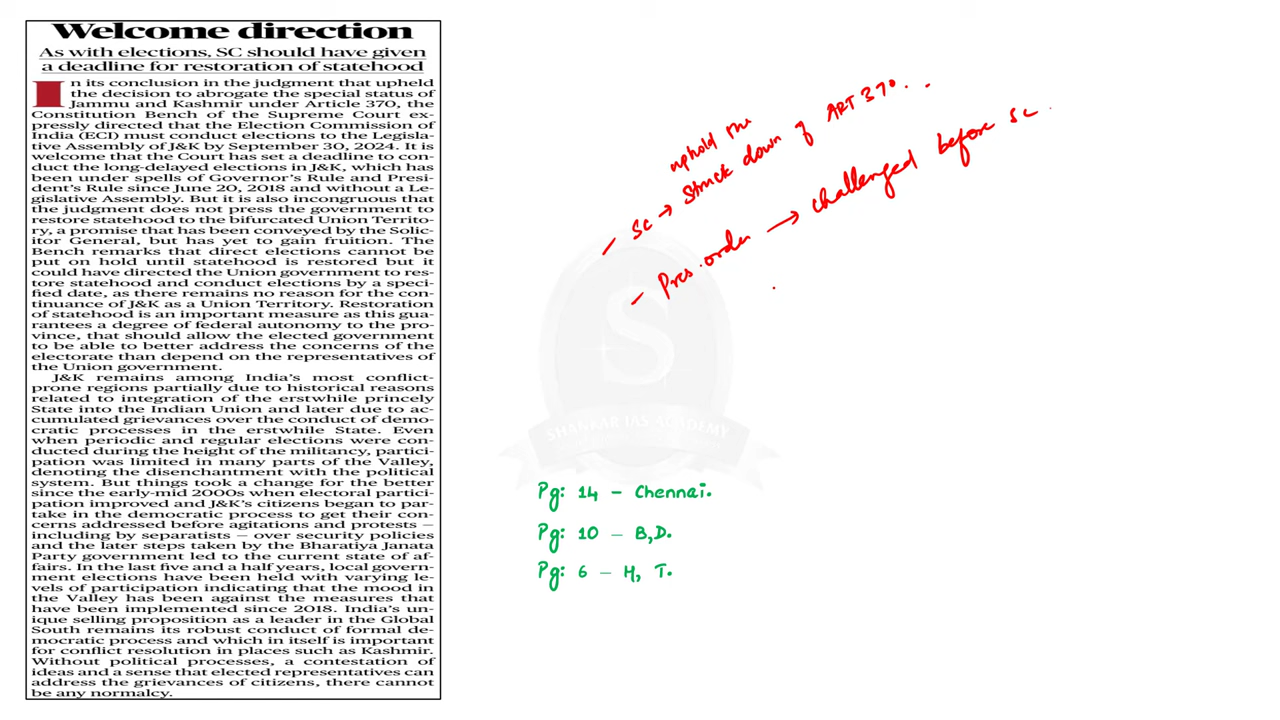 Welcome direction
As with elections, SC should have given
a deadline for restoration of statehood
In its conclusion in the judgment that upheld
the decision to abrogate the special status of
Jammu and Kashmir under Article 370, the
Constitution Bench of the Supreme Court ex-
pressly directed that the Election Commission of
India (ECI) must conduct elections to the Legisla-
tive Assembly of J&K by September 30, 2024. It is
welcome that the Court has set a deadline to con-
duct the long-delayed elections in J&K, which has
been under spells of Governor's Rule and Presi-
dent's Rule since June 20, 2018 and without a Le-
gislative Assembly. But it is also incongruous that
the judgment does not press the government to
restore statehood to the bifurcated Union Territo-
ry, a promise that has been conveyed by the Solic-
itor General, but has yet to gain fruition. The
Bench remarks that direct elections cannot be
put on hold until statehood is restored but it
could have directed the Union government to res-
tore statehood and conduct elections by a speci-
fied date, as there remains no reason for the con-
tinuance of J&K as a Union Territory. Restoration
of statehood is an important measure as this gua-
rantees a degree of federal autonomy to the pro-
vince, that should allow the elected government
to be able to better address the concerns of the
electorate than depend on the representatives of
the Union government.
J&K remains among India's most conflict-
prone regions partially due to historical reasons
related to integration of the erstwhile princely
State into the Indian Union and later due to ac-
cumulated grievances over the conduct of demo-
cratic processes in the erstwhile State. Even
when periodic and regular elections were con-
ducted during the height of the militancy, partici-
pation was limited in many parts of the Valley,
denoting the disenchantment with the political
system. But things took a change for the better
since the early-mid 2000s when electoral partici-
pation improved and J&K's citizens began to par-
take in the democratic process to get their con-
cerns addressed before agitations and protests –
including by separatists – over security policies
and the later steps taken by the Bharatiya Janata
Party government led to the current state of af-
fairs. In the last five and a half years, local govern-
ment elections have been held with varying le-
vels of participation indicating that the mood in
the Valley has been against the measures that
have been implemented since 2018. India's un-
ique selling proposition as a leader in the Global
South remains its robust conduct of formal de-
mocratic process and which in itself is important
for conflict resolution in places such as Kashmir.
Without political processes, a contestation of
ideas and a sense that elected representatives can
address the grievances of citizens, there cannot
be any normalcy.
uphold the
– SC → Struck down of ART 370.
– Pres. order → challenged before SC
SHANKAR IAS ACADEMY
Pg: 14 – Chennai.
Pg: 10 – B,D.
Pg: 6 – H, T.